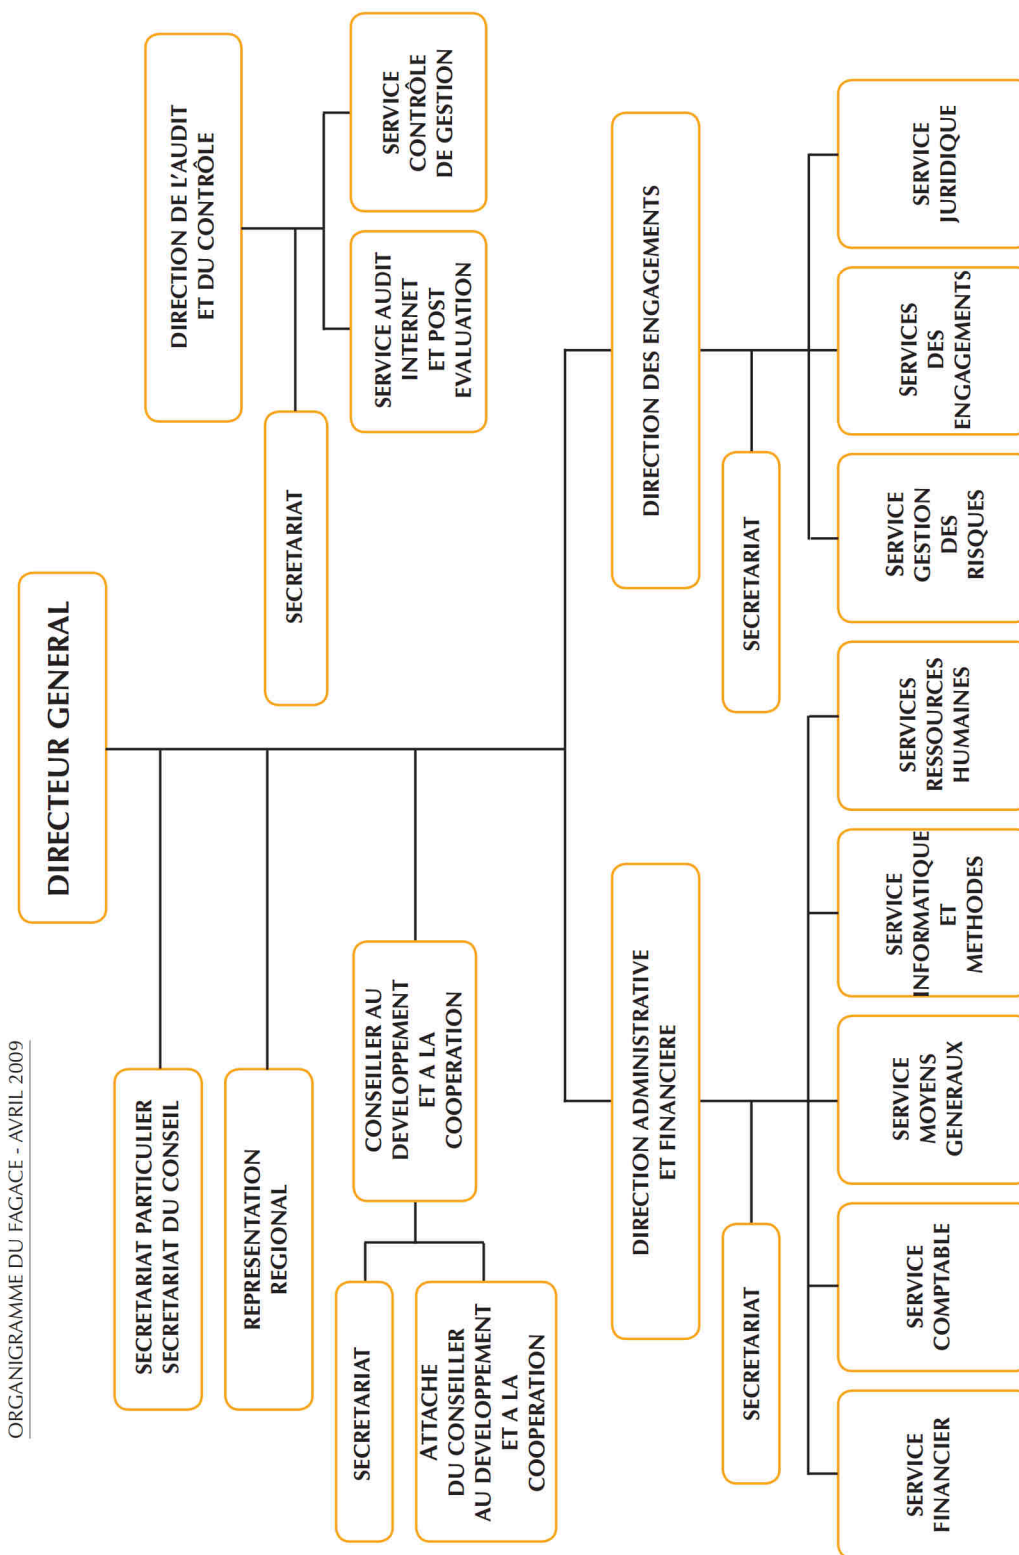 ORGANIGRAMME DU FAGACE - AVRIL 2009
DIRECTEUR GENERAL
SECRETARIAT PARTICULIER
SECRETARIAT DU CONSEIL
REPRESENTATION
REGIONAL
CONSEILLER AU
DEVELOPPEMENT
ET A LA
COOPERATION
SECRETARIAT
ATTACHE
DU CONSEILLER
AU DEVELOPPEMENT
ET A LA
COOPERATION
DIRECTION DE L'AUDIT
ET DU CONTRÔLE
SECRETARIAT
SERVICE AUDIT
INTERNET
ET POST
EVALUATION
SERVICE
CONTRÔLE
DE GESTION
DIRECTION ADMINISTRATIVE
ET FINANCIERE
SECRETARIAT
SERVICE
FINANCIER
SERVICE
COMPTABLE
SERVICE
MOYENS
GENERAUX
SERVICE
INFORMATIQUE
ET
METHODES
SERVICES
RESSOURCES
HUMAINES
DIRECTION DES ENGAGEMENTS
SECRETARIAT
SERVICE
GESTION
DES
RISQUES
SERVICES
DES
ENGAGEMENTS
SERVICE
JURIDIQUE